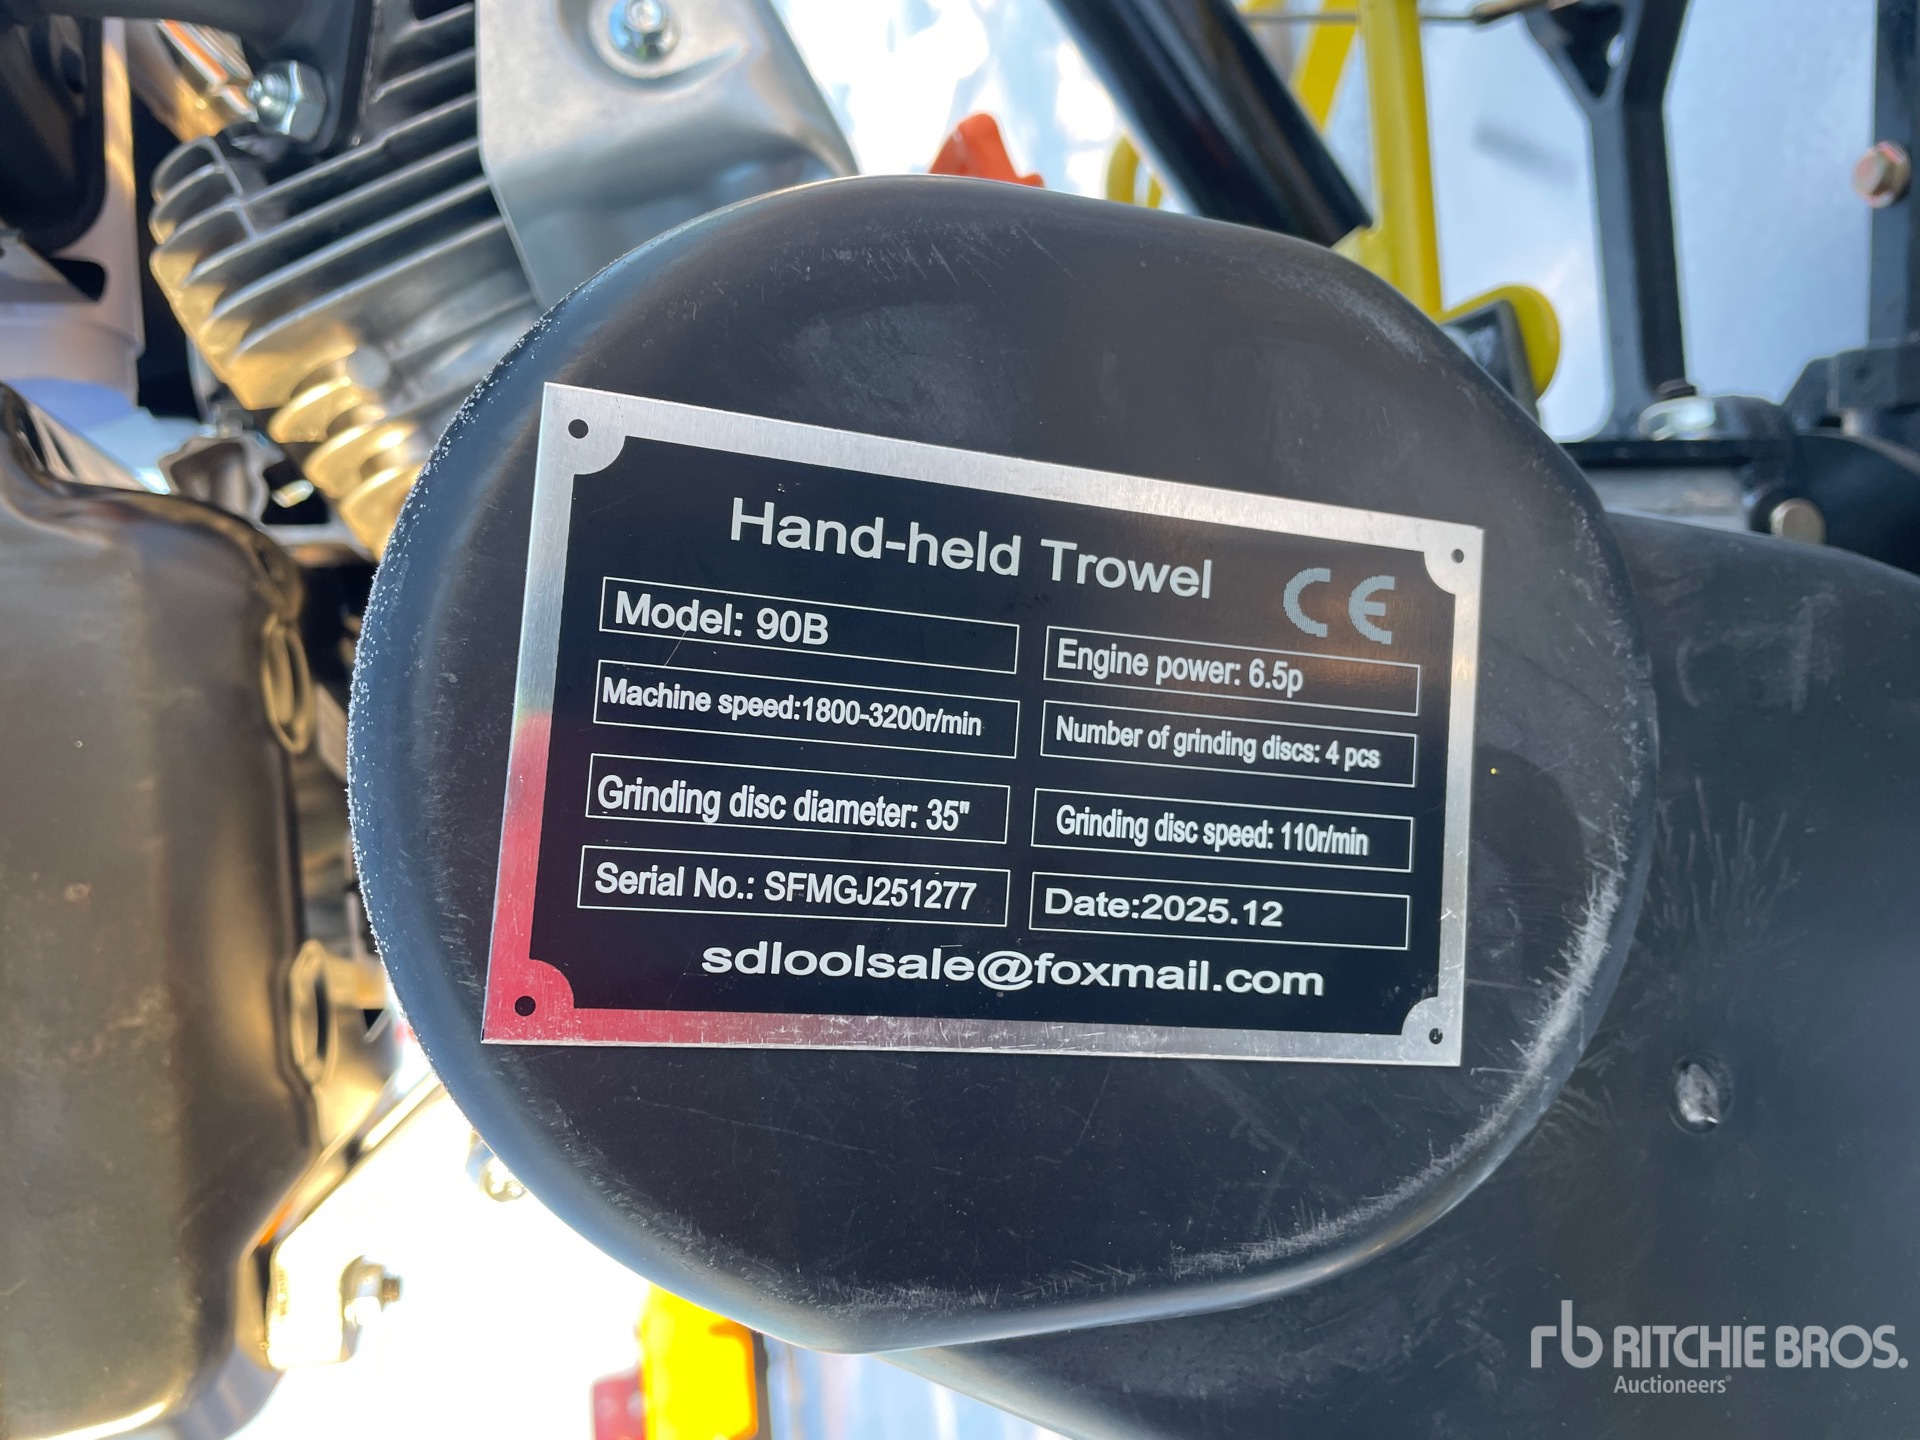 Hand-held Trowel
CE
Model: 90B
Engine power: 6.5p
Machine speed:1800-3200r/min
Number of grinding discs: 4 pcs
Grinding disc diameter: 35"
Grinding disc speed: 110r/min
Serial No.: SFMGJ251277
Date:2025.12
sdloolsale@foxmail.com
rb RITCHIE BROS.
Auctioneers